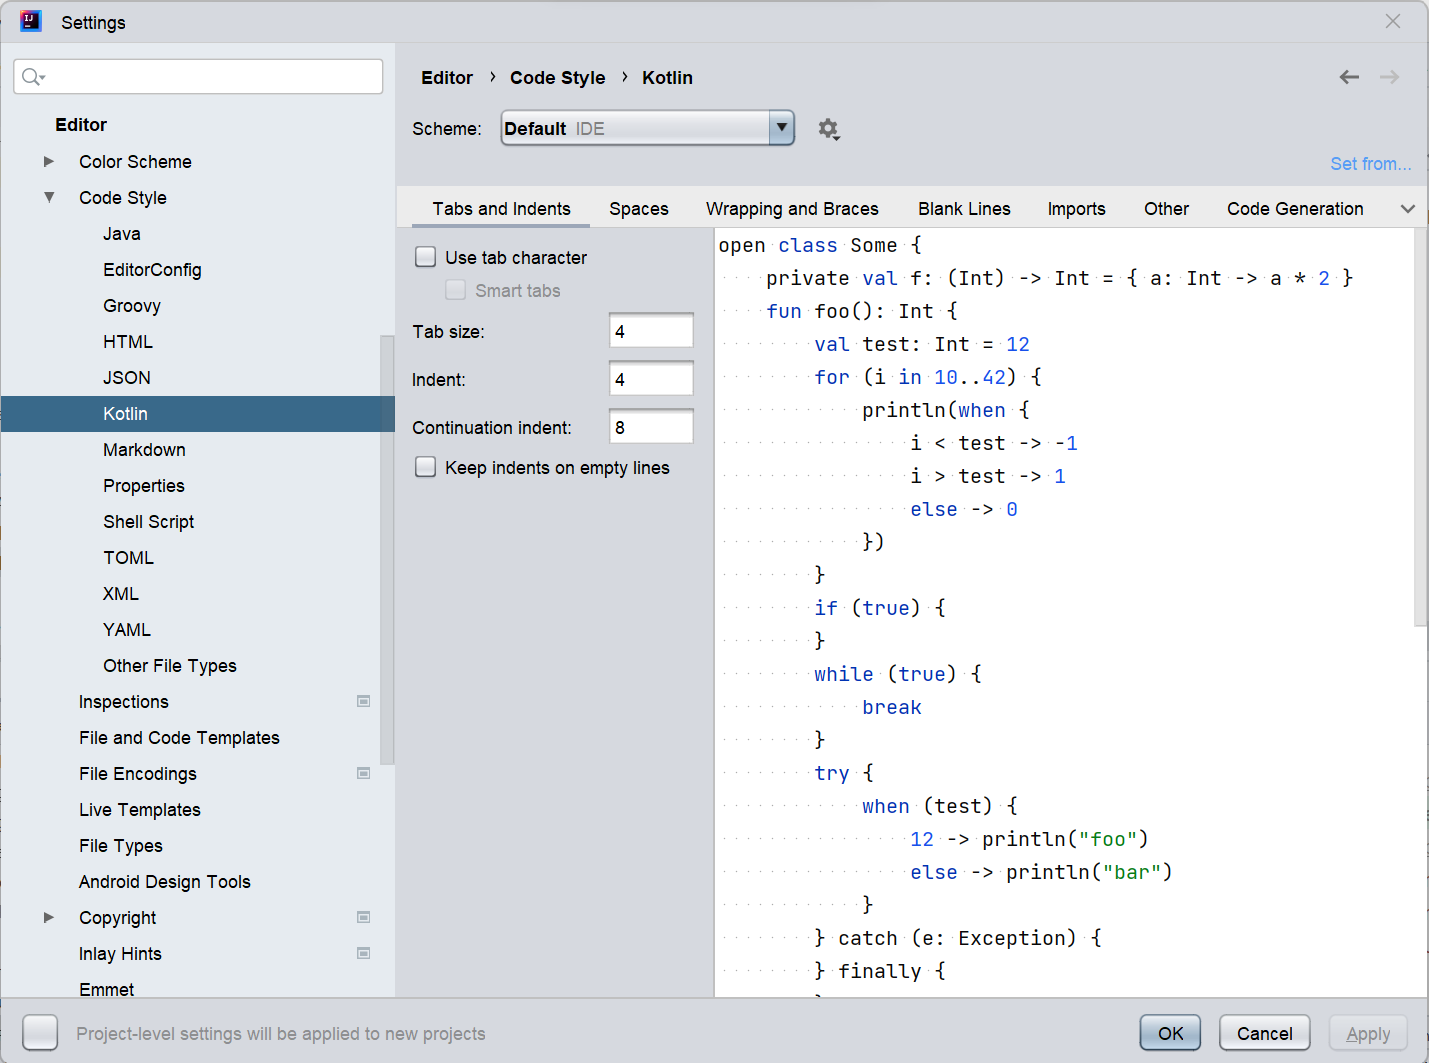 Settings
Editor
Color Scheme
Code Style
Java
EditorConfig
Groovy
HTML
JSON
Kotlin
Markdown
Properties
Shell Script
TOML
XML
YAML
Other File Types
Inspections
File and Code Templates
File Encodings
Live Templates
File Types
Android Design Tools
Copyright
Inlay Hints
Emmet
Editor › Code Style › Kotlin
Scheme: Default IDE
Set from...
Tabs and Indents Spaces Wrapping and Braces Blank Lines Imports Other Code Generation
Use tab character
Smart tabs
Tab size: 4
Indent: 4
Continuation indent: 8
Keep indents on empty lines
open class Some {
    private val f: (Int) -> Int = { a: Int -> a * 2 }
    fun foo(): Int {
        val test: Int = 12
        for (i in 10..42) {
            println(when {
                i < test -> -1
                i > test -> 1
                else -> 0
            })
        }
        if (true) {
        }
        while (true) {
            break
        }
        try {
            when (test) {
                12 -> println("foo")
                else -> println("bar")
            }
        } catch (e: Exception) {
        } finally {
Project-level settings will be applied to new projects
OK Cancel Apply